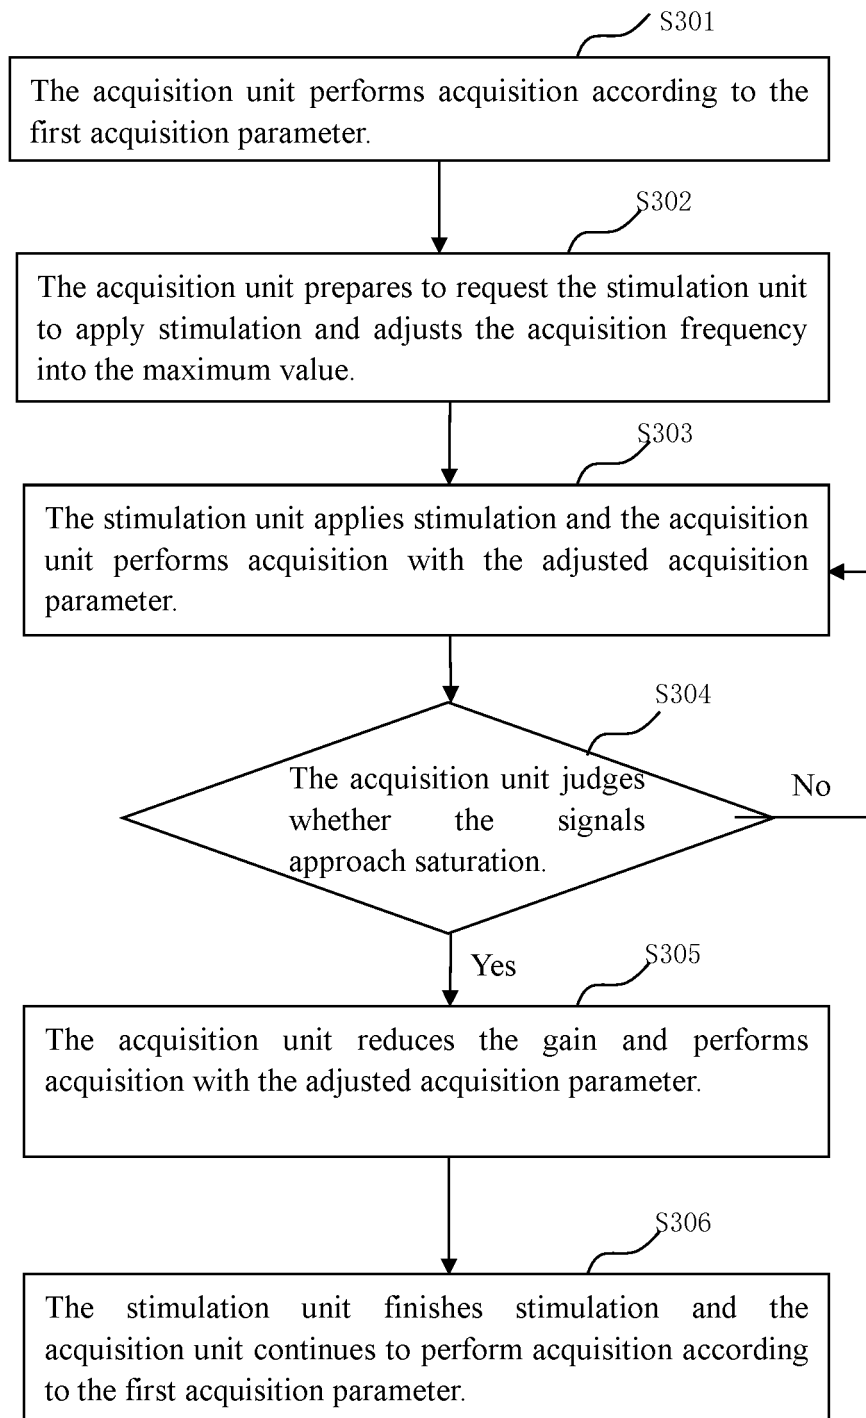 S301
The acquisition unit performs acquisition according to the
first acquisition parameter.
S302
The acquisition unit prepares to request the stimulation unit
to apply stimulation and adjusts the acquisition frequency
into the maximum value.
S303
The stimulation unit applies stimulation and the acquisition
unit performs acquisition with the adjusted acquisition
parameter.
S304
The acquisition unit judges
whether the signals
approach saturation.
No
Yes
S305
The acquisition unit reduces the gain and performs
acquisition with the adjusted acquisition parameter.
S306
The stimulation unit finishes stimulation and the
acquisition unit continues to perform acquisition according
to the first acquisition parameter.